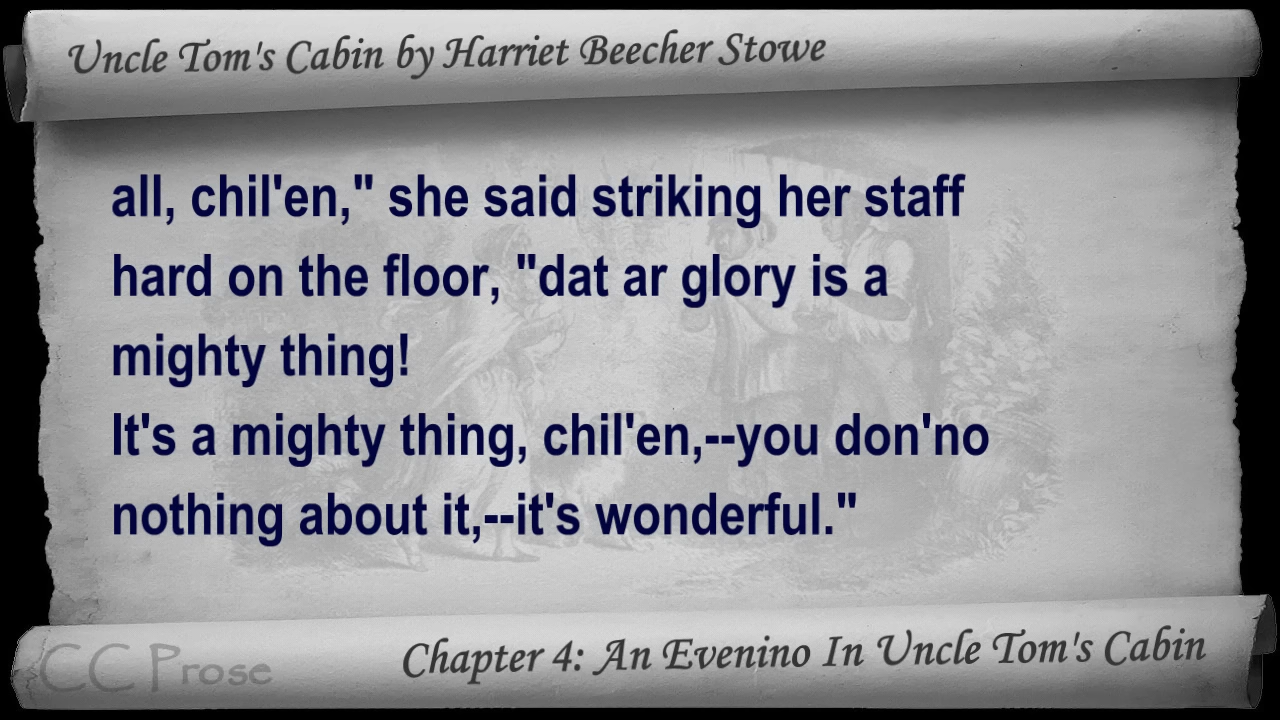 Uncle Tom's Cabin by Harriet Beecher Stowe
all, chil'en," she said striking her staff
hard on the floor, "dat ar glory is a
mighty thing!
It's a mighty thing, chil'en,--you don'no
nothing about it,--it's wonderful."
CC Prose
Chapter 4: An Evenino In Uncle Tom's Cabin